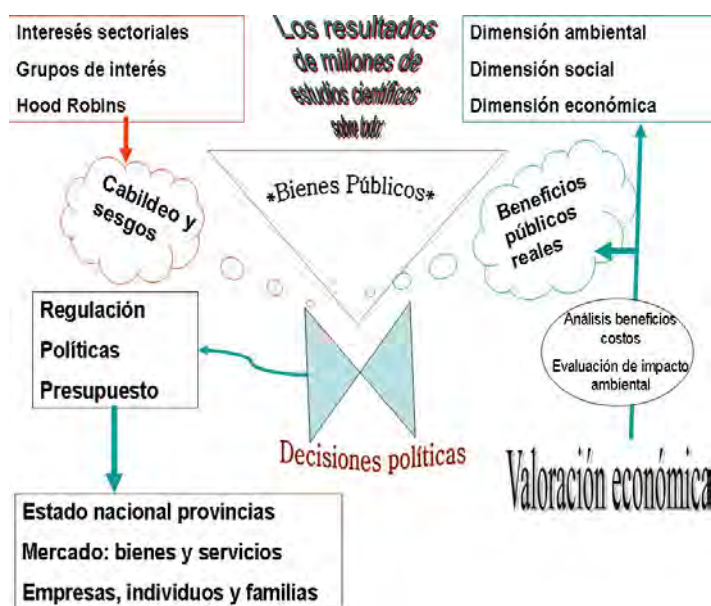 Interesés sectoriales
Grupos de interés
Hood Robins
Los resultados
de millones de
estudios científicos
sobre todo:
Dimensión ambiental
Dimensión social
Dimensión económica
Cabildeo y
sesgos
*Bienes Públicos*
Beneficios
públicos
reales
Regulación
Políticas
Presupuesto
Análisis beneficios
costos
Evaluación de impacto
ambiental
Decisiones políticas
Valoración económica
Estado nacional provincias
Mercado: bienes y servicios
Empresas, individuos y familias